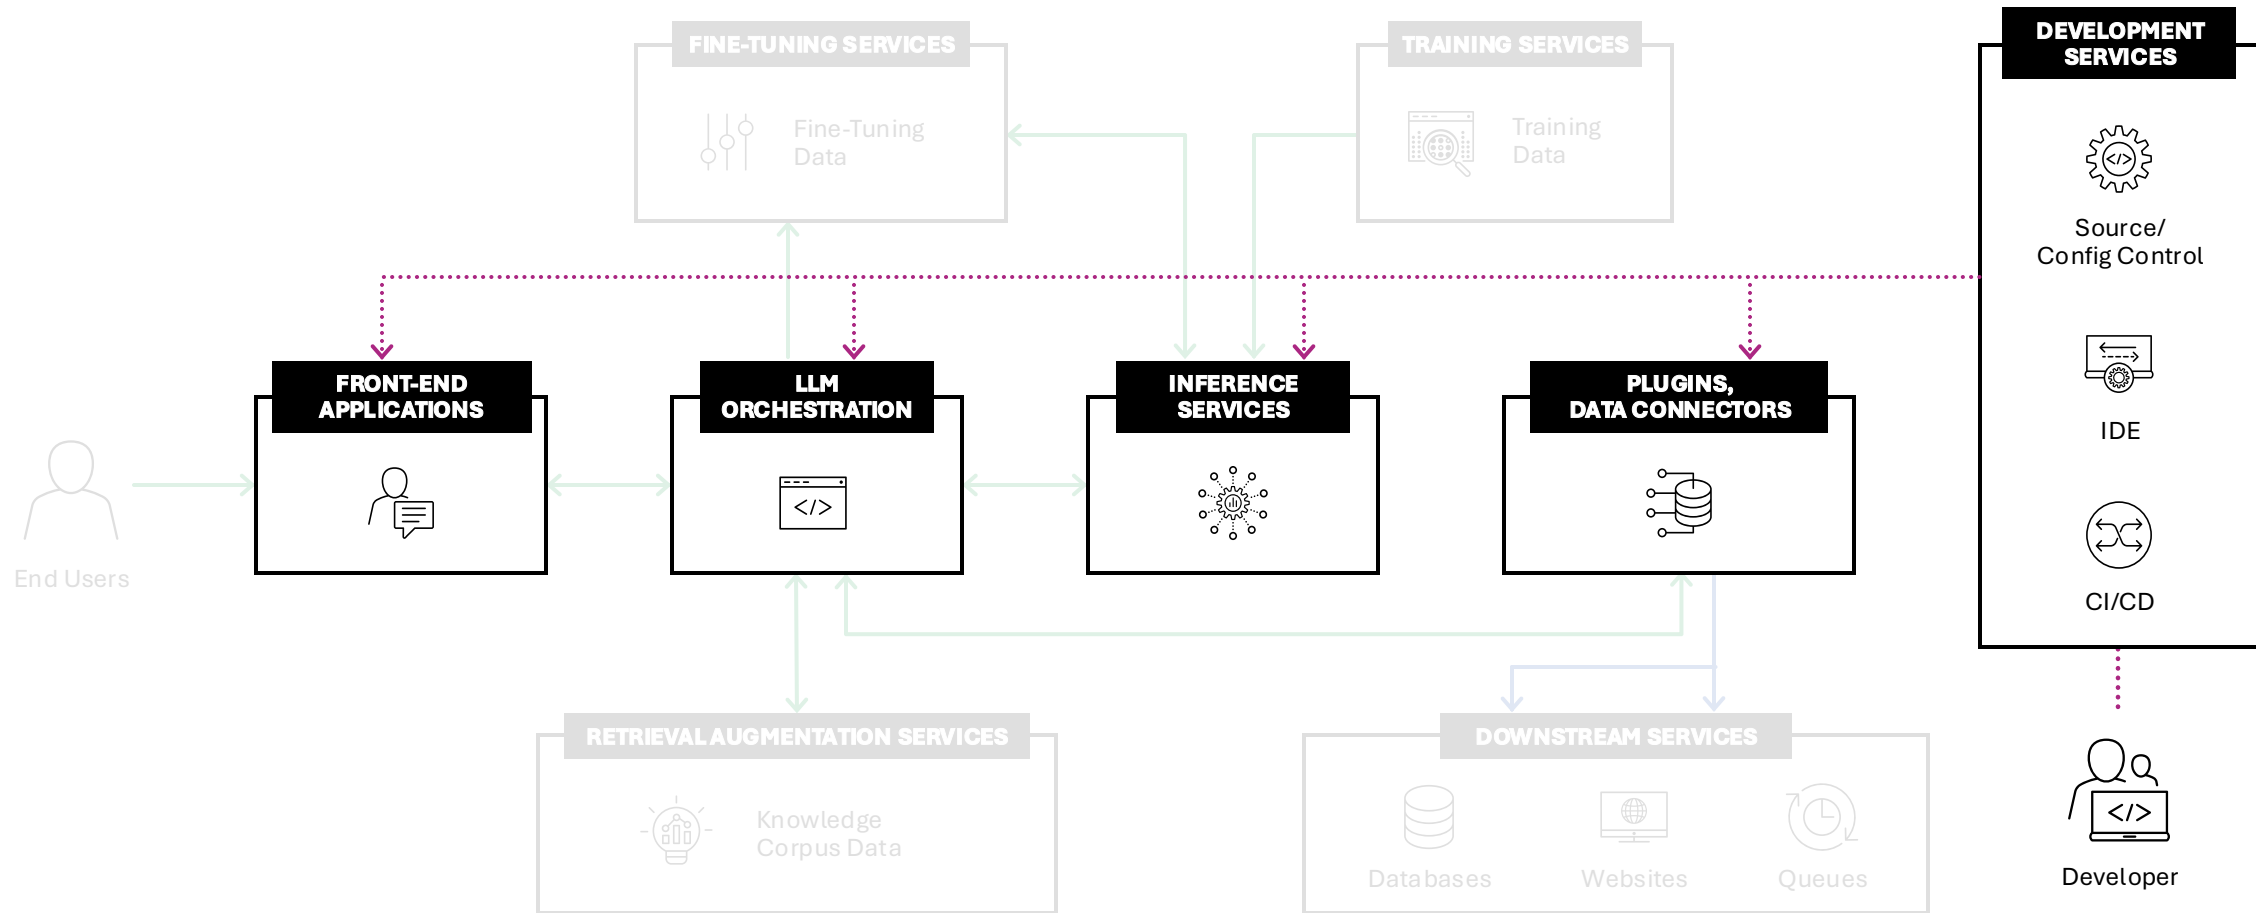 FINE-TUNING SERVICES
Fine-Tuning
Data
TRAINING SERVICES
Training
Data
DEVELOPMENT
SERVICES
Source/
Config Control
IDE
CI/CD
Developer
End Users
FRONT-END
APPLICATIONS
LLM
ORCHESTRATION
</>
INFERENCE
SERVICES
PLUGINS,
DATA CONNECTORS
RETRIEVAL AUGMENTATION SERVICES
Knowledge
Corpus Data
DOWNSTREAM SERVICES
Databases
Websites
Queues